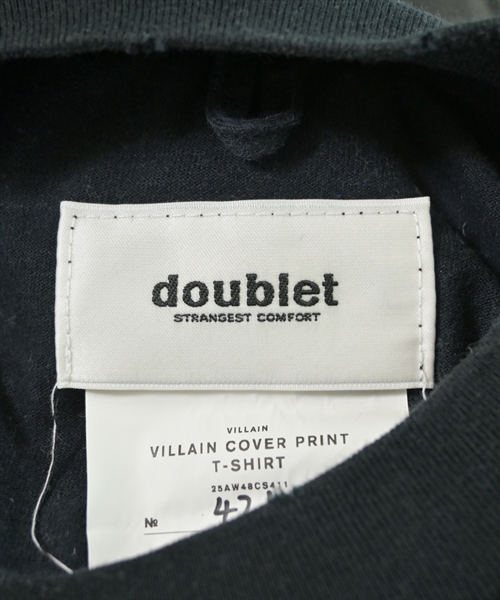 doublet
STRANGEST COMFORT
VILLAIN
VILLAIN COVER PRINT
T-SHIRT
25AW48CS411
№